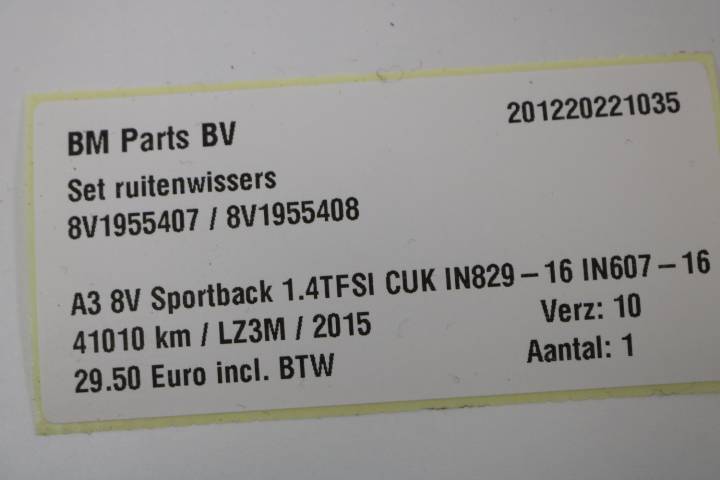 BM Parts BV
201220221035
Set ruitenwissers
8V1955407 / 8V1955408
A3 8V Sportback 1.4TFSI CUK IN829 – 16 IN607 – 16
41010 km / LZ3M / 2015
Verz: 10
29.50 Euro incl. BTW
Aantal: 1